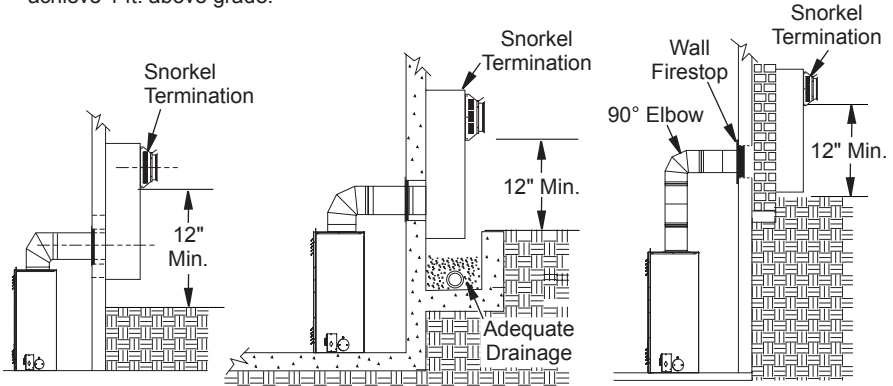 achieve 1 ft. above grade.
Snorkel
Termination
12"
Min.
Snorkel
Termination
12" Min.
Adequate
Drainage
Snorkel
Termination
Wall
Firestop
90° Elbow
12" Min.